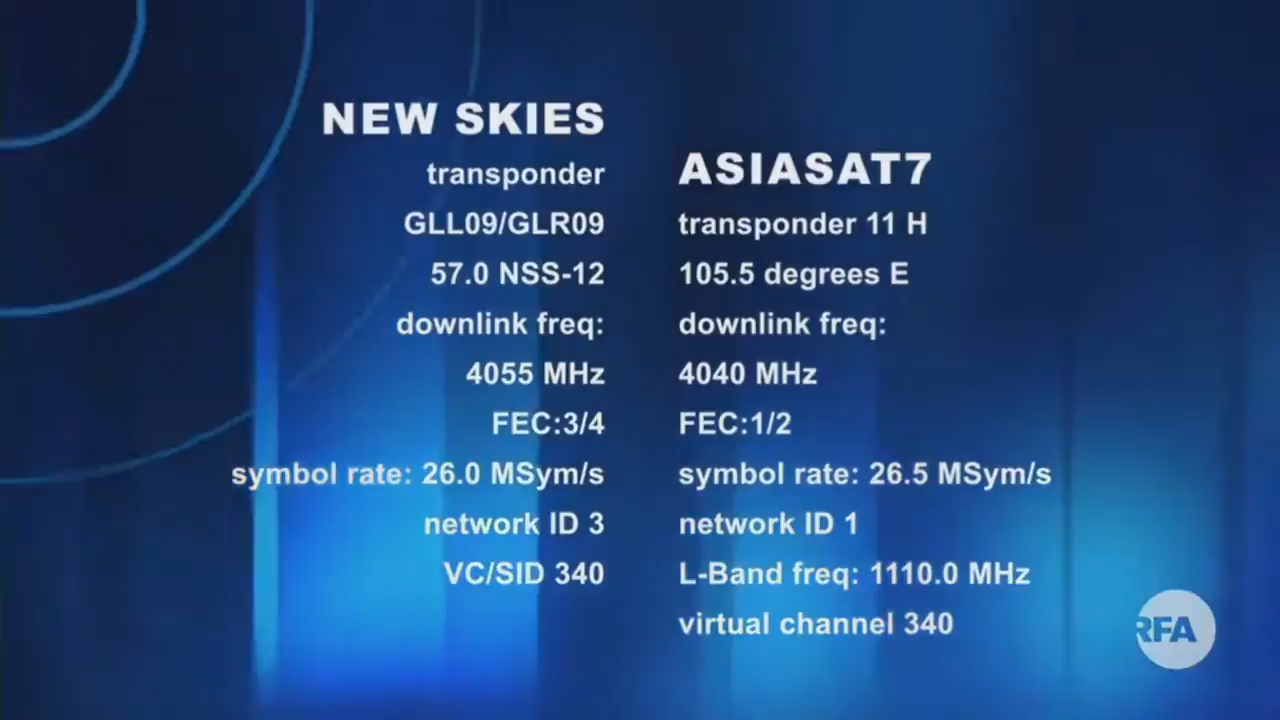 NEW SKIES
transponder
GLL09/GLR09
57.0 NSS-12
downlink freq:
4055 MHz
FEC:3/4
symbol rate: 26.0 MSym/s
network ID 3
VC/SID 340
ASIASAT7
transponder 11 H
105.5 degrees E
downlink freq:
4040 MHz
FEC:1/2
symbol rate: 26.5 MSym/s
network ID 1
L-Band freq: 1110.0 MHz
virtual channel 340
RFA